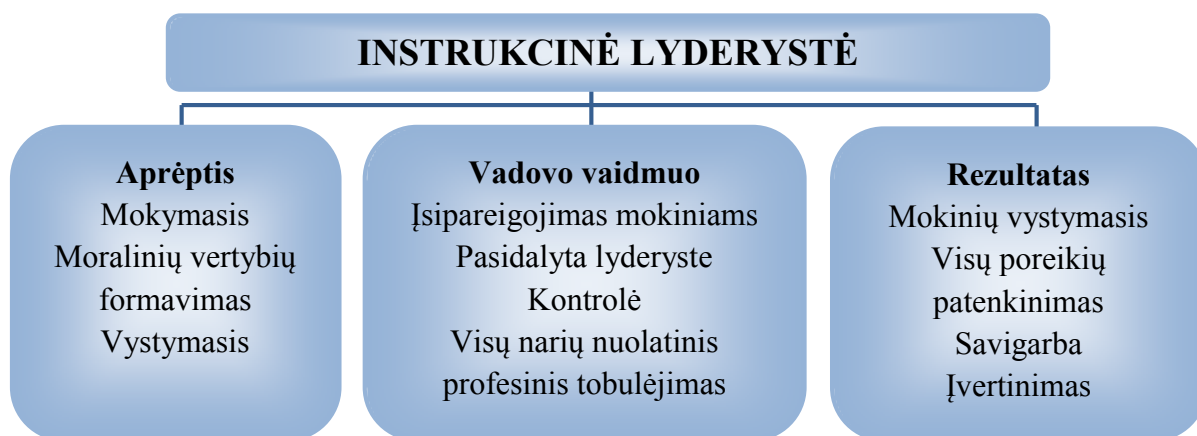 INSTRUKCINĖ LYDERYSTĖ
Aprėptis
Mokymasis
Moralinių vertybių
formavimas
Vystymasis
Vadovo vaidmuo
Įsipareigojimas mokiniams
Pasidalyta lyderyste
Kontrolė
Visų narių nuolatinis
profesinis tobulėjimas
Rezultatas
Mokinių vystymasis
Visų poreikių
patenkinimas
Savigarba
Įvertinimas